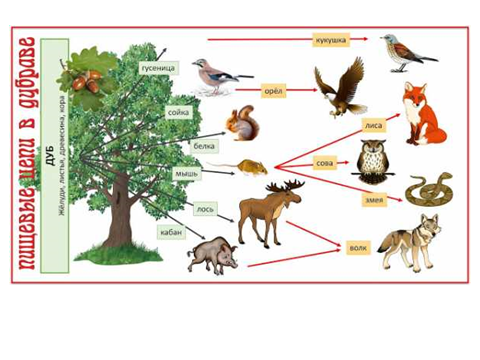 пищевые цепи в дубраве
ДУБ
Жёлуди, листья, древесина, кора
гусеница
кукушка
орёл
сойка
лиса
белка
мышь
сова
змея
лось
кабан
волк